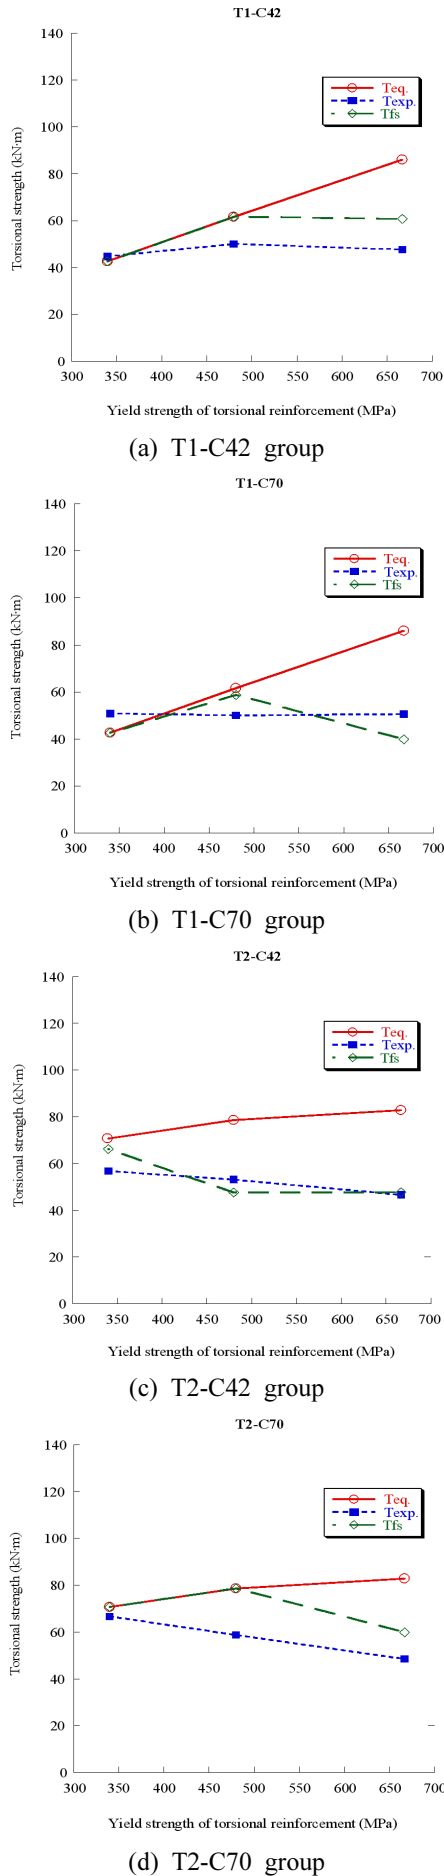 T1-C42
140
120
100
80
60
40
20
0
Torsional strength (kN·m)
Teq.
Texp.
Tfs
300 350 400 450 500 550 600 650 700
Yield strength of torsional reinforcement (MPa)
(a) T1-C42 group
T1-C70
140
120
100
80
60
40
20
0
Torsional strength (kN·m)
Teq.
Texp.
Tfs
300 350 400 450 500 550 600 650 700
Yield strength of torsional reinforcement (MPa)
(b) T1-C70 group
T2-C42
140
120
100
80
60
40
20
0
Torsional strength (kN·m)
Teq.
Texp.
Tfs
300 350 400 450 500 550 600 650 700
Yield strength of torsional reinforcement (MPa)
(c) T2-C42 group
T2-C70
140
120
100
80
60
40
20
0
Torsional strength (kN·m)
Teq.
Texp.
Tfs
300 350 400 450 500 550 600 650 700
Yield strength of torsional reinforcement (MPa)
(d) T2-C70 group